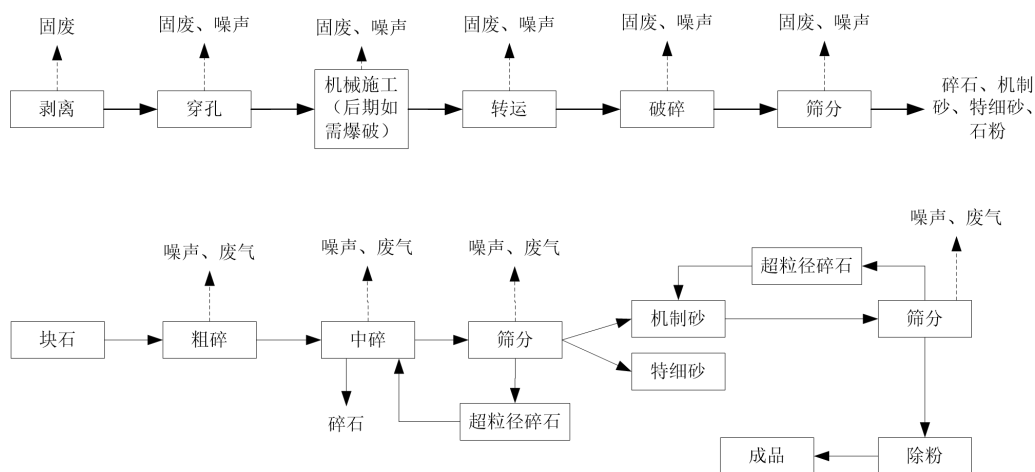 固废
固废、噪声
固废、噪声
固废、噪声
固废、噪声
固废、噪声
剥离
穿孔
机械施工
（后期如
需爆破）
转运
破碎
筛分
碎石、机制
砂、特细砂、
石粉
噪声、废气
噪声、废气
噪声、废气
噪声、废气
超粒径碎石
块石
粗碎
中碎
筛分
机制砂
筛分
特细砂
碎石
超粒径碎石
成品
除粉